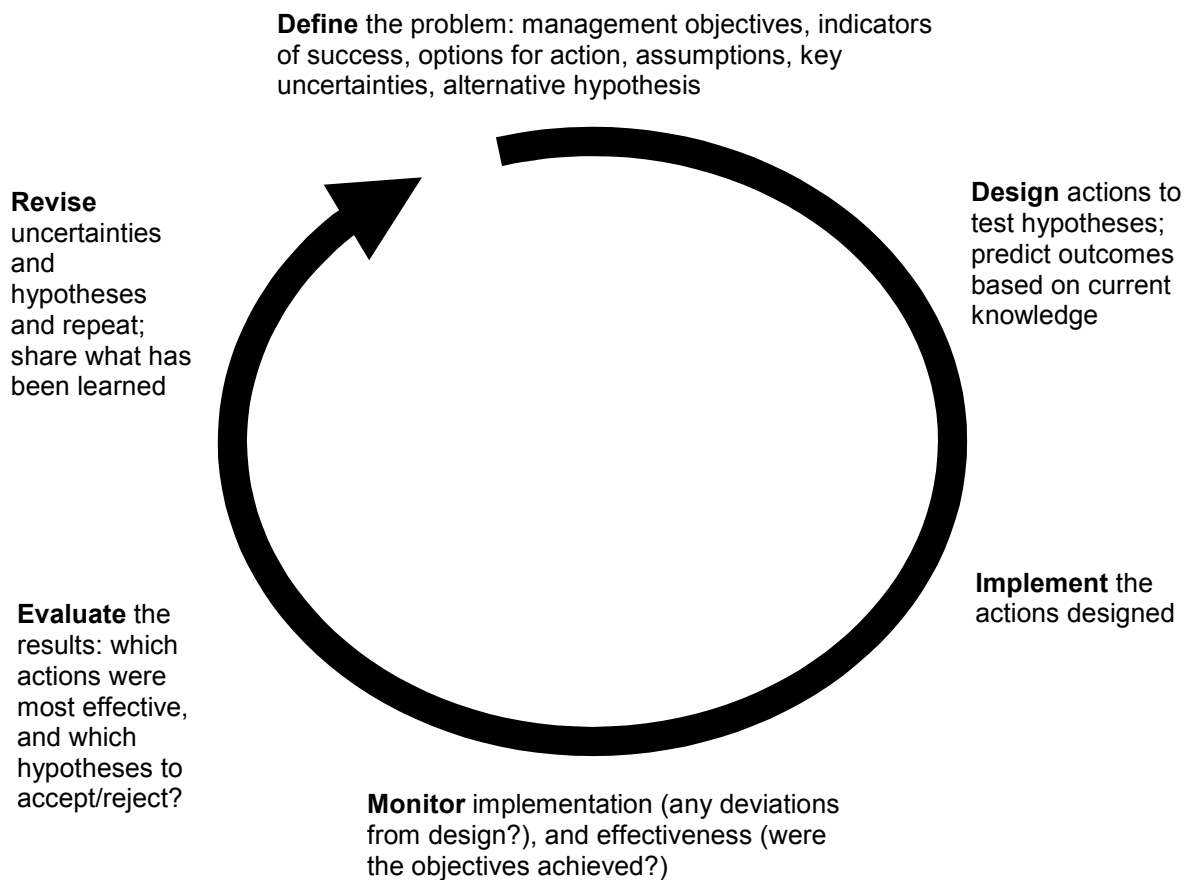 Define the problem: management objectives, indicators
of success, options for action, assumptions, key
uncertainties, alternative hypothesis
Design actions to
test hypotheses;
predict outcomes
based on current
knowledge
Implement the
actions designed
Monitor implementation (any deviations
from design?), and effectiveness (were
the objectives achieved?)
Evaluate the
results: which
actions were
most effective,
and which
hypotheses to
accept/reject?
Revise
uncertainties
and
hypotheses
and repeat;
share what has
been learned